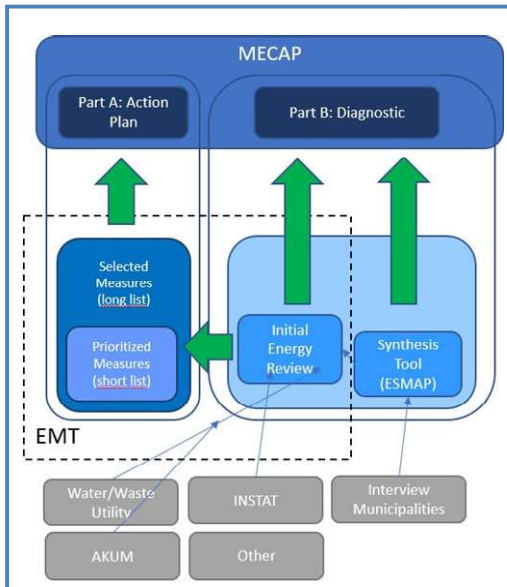 MECAP
Part A: Action
Plan
Part B: Diagnostic
Selected
Measures
(long list)
Prioritized
Measures
(short list)
Initial
Energy
Review
Synthesis
Tool
(ESMAP)
EMT
Water/Waste
Utility
INSTAT
Interview
Municipalities
AKUM
Other